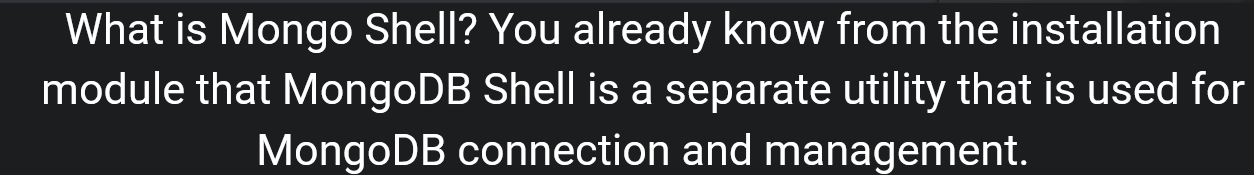 What is Mongo Shell? You already know from the installation
module that MongoDB Shell is a separate utility that is used for
MongoDB connection and management.